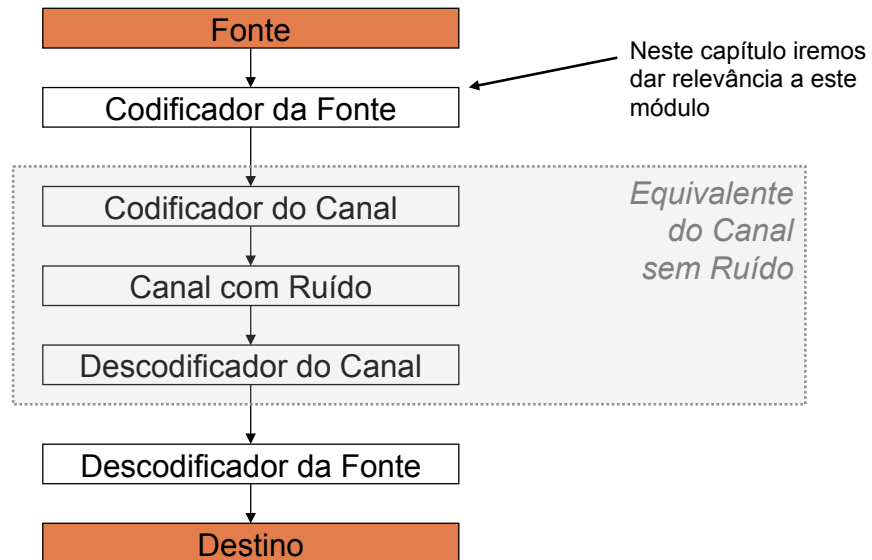 Fonte
Neste capítulo iremos
dar relevância a este
módulo
Codificador da Fonte
Equivalente
do Canal
sem Ruído
Codificador do Canal
Canal com Ruído
Descodificador do Canal
Descodificador da Fonte
Destino